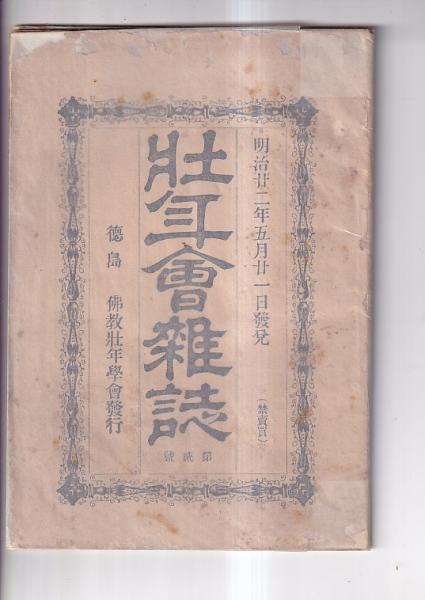 明治廿二年五月廿一日發兌
(禁賣買)
壯年會雜誌
第貳號
德島 佛教壯年學會發行